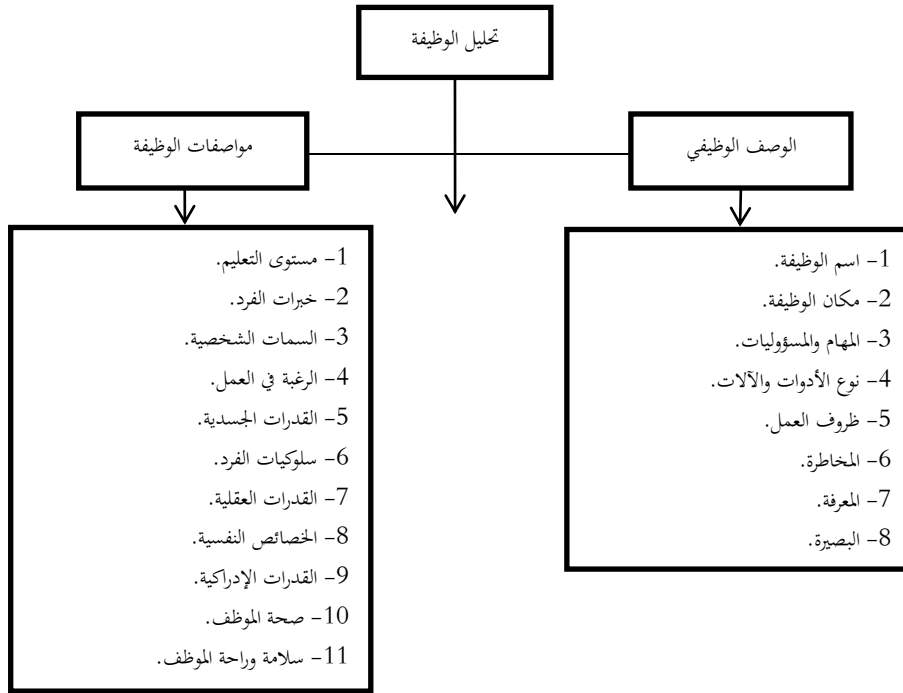 تحليل الوظيفة
الوصف الوظيفي
مواصفات الوظيفة
1- اسم الوظيفة.
2- مكان الوظيفة.
3- المهام والمسؤوليات.
4- نوع الأدوات والآلات.
5- ظروف العمل.
6- المخاطرة.
7- المعرفة.
8- البصيرة.
1- مستوى التعليم.
2- خبرات الفرد.
3- السمات الشخصية.
4- الرغبة في العمل.
5- القدرات الجسدية.
6- سلوكيات الفرد.
7- القدرات العقلية.
8- الخصائص النفسية.
9- القدرات الإدراكية.
10- صحة الموظف.
11- سلامة وراحة الموظف.